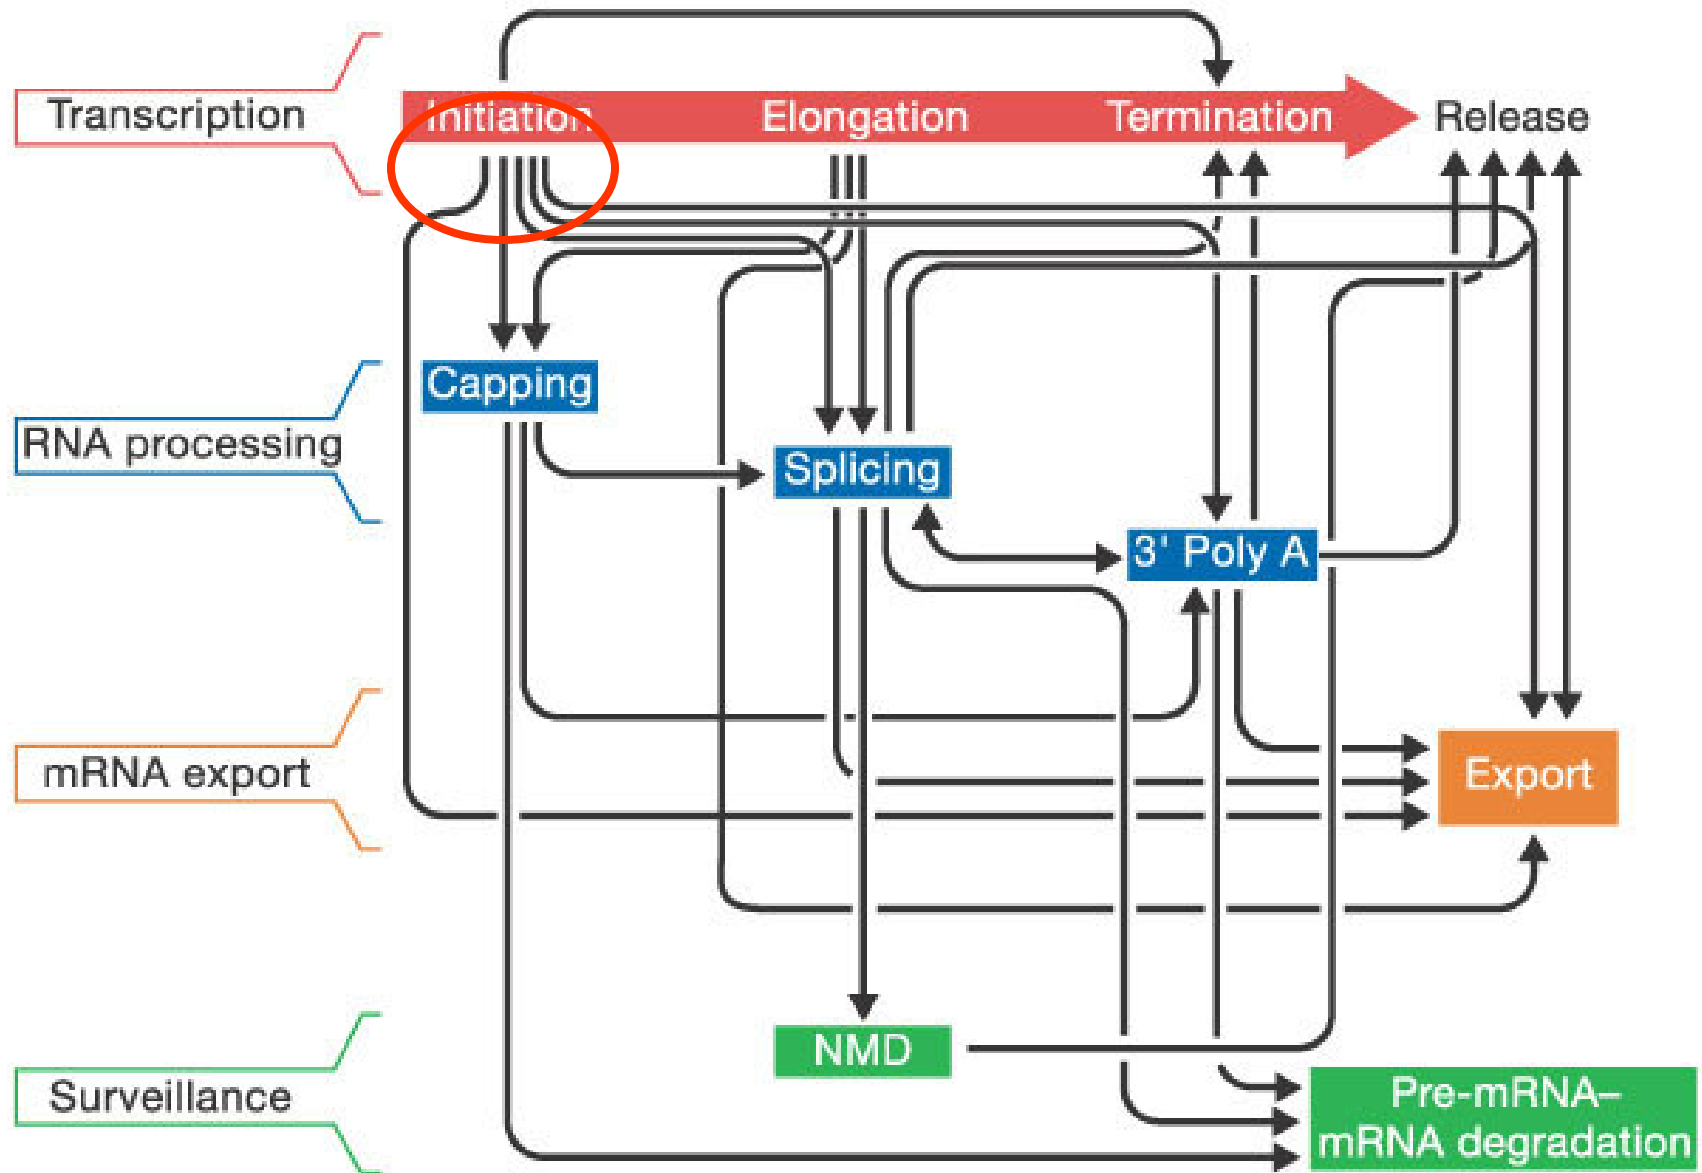 Transcription
Initiation
Elongation
Termination
Release
Capping
RNA processing
Splicing
3' Poly A
mRNA export
Export
NMD
Surveillance
Pre-mRNA–
mRNA degradation